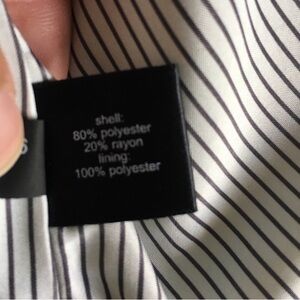 shell:
80% polyester
20% rayon
lining:
100% polyester